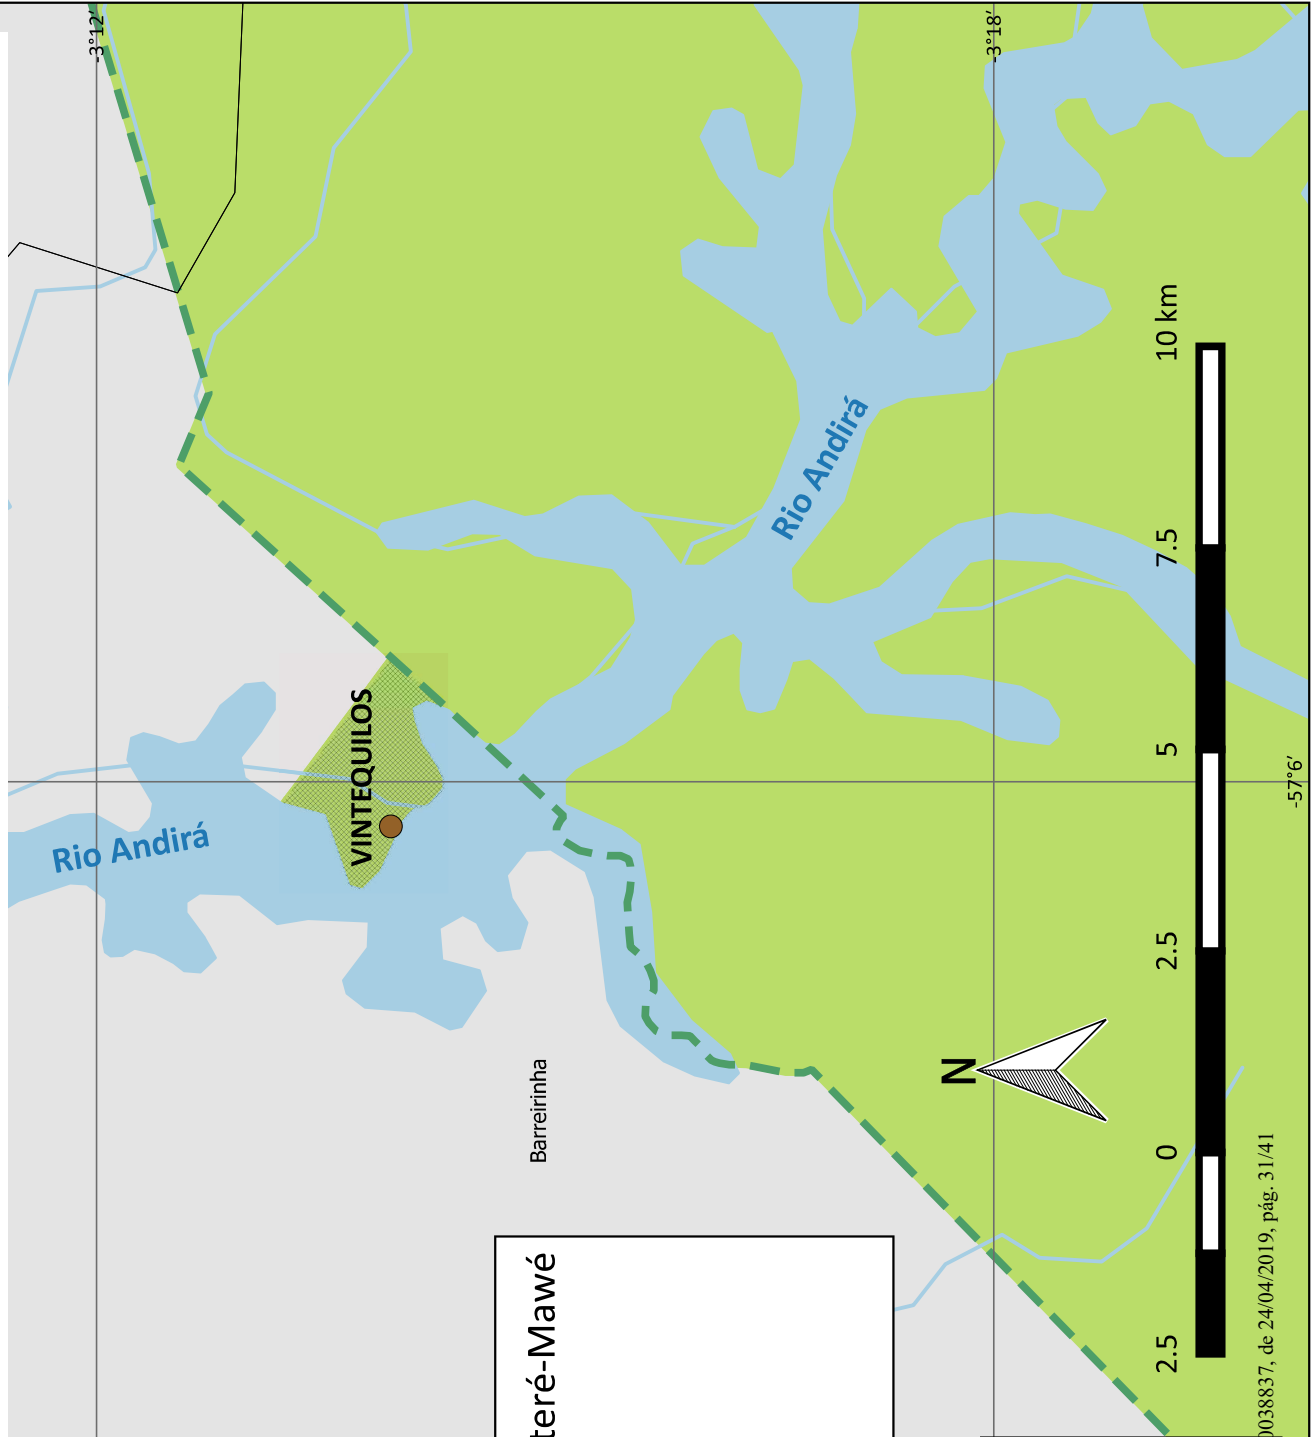 -3°12′
-3°18′
Rio Andirá
VINTEQUILOS
Rio Andirá
Barreirinha
teré-Mawé
N
-57°6′
2.5 0 2.5 5 7.5 10 km
0038837, de 24/04/2019, pág. 31/41